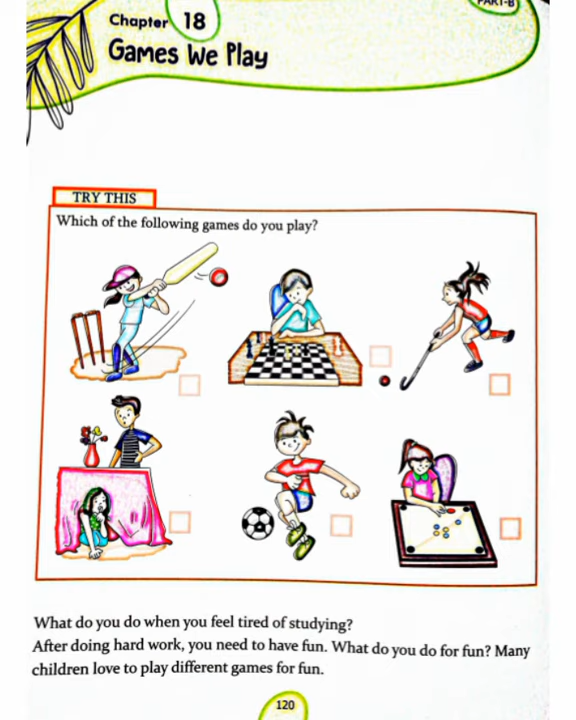 PART-B
Chapter 18
Games We Play
TRY THIS
Which of the following games do you play?
What do you do when you feel tired of studying?
After doing hard work, you need to have fun. What do you do for fun? Many
children love to play different games for fun.
120